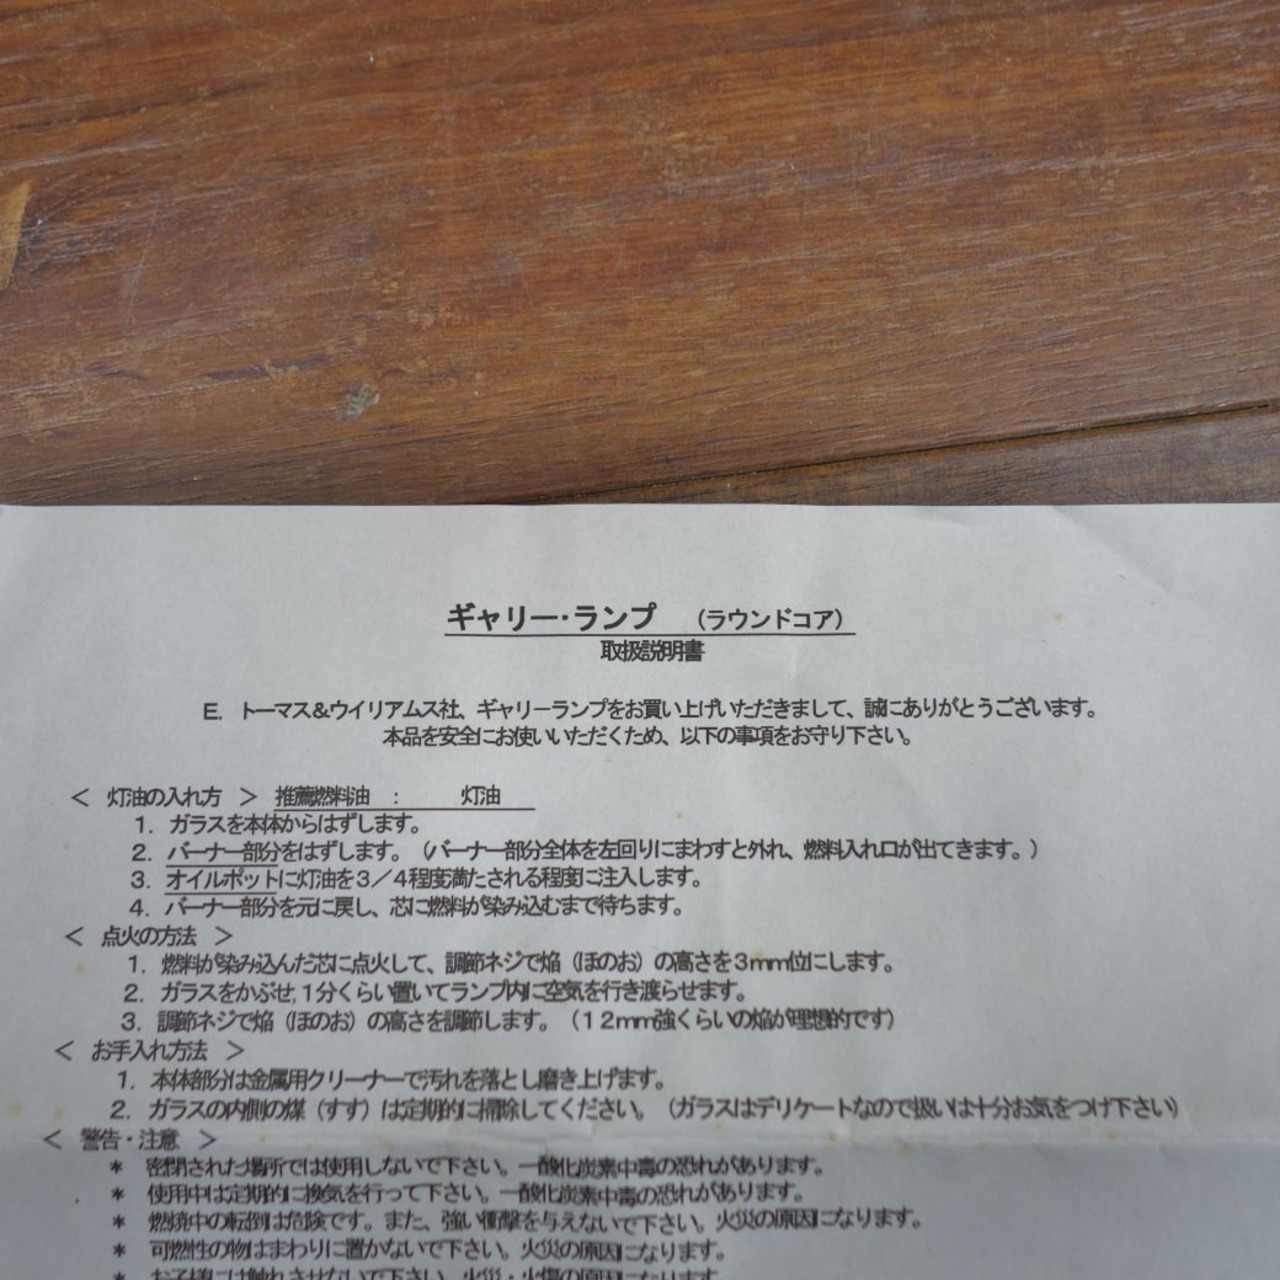 ギャリー・ランプ　（ラウンドコア）
取扱説明書
E．トーマス＆ウイリアムス社、ギャリーランプをお買い上げいただきまして、誠にありがとうございます。
本品を安全にお使いいただくため、以下の事項をお守り下さい。
＜　灯油の入れ方　＞　推薦燃料油　：　灯油
１．ガラスを本体からはずします。
２．バーナー部分をはずします。（バーナー部分全体を左回りにまわすと外れ、燃料入れ口が出てきます。）
３．オイルポットに灯油を３／４程度満たされる程度に注入します。
４．バーナー部分を元に戻し、芯に燃料が染み込むまで待ちます。
＜　点火の方法　＞
１．燃料が染み込んだ芯に点火して、調節ネジで焔（ほのお）の高さを３mm位にします。
２．ガラスをかぶせ,１分くらい置いてランプ内に空気を行き渡らせます。
３．調節ネジで焔（ほのお）の高さを調節します。（１２mm強くらいの焔が理想的です）
＜　お手入れ方法　＞
１．本体部分は金属用クリーナーで汚れを落とし磨き上げます。
２．ガラスの内側の煤（すす）は定期的に掃除してください。（ガラスはデリケートなので扱いは十分お気をつけ下さい）
＜　警告・注意　＞
＊　密閉された場所では使用しないで下さい。一酸化炭素中毒の恐れがあります。
＊　使用中は定期的に換気を行って下さい。一酸化炭素中毒の恐れがあります。
＊　燃焼中の転倒は危険です。また、強い衝撃を与えないで下さい。火災の原因になります。
＊　可燃性の物はまわりに置かないで下さい。火災の原因になります。
＊　お子様には触れさせないで下さい。火災・火傷の原因になります。